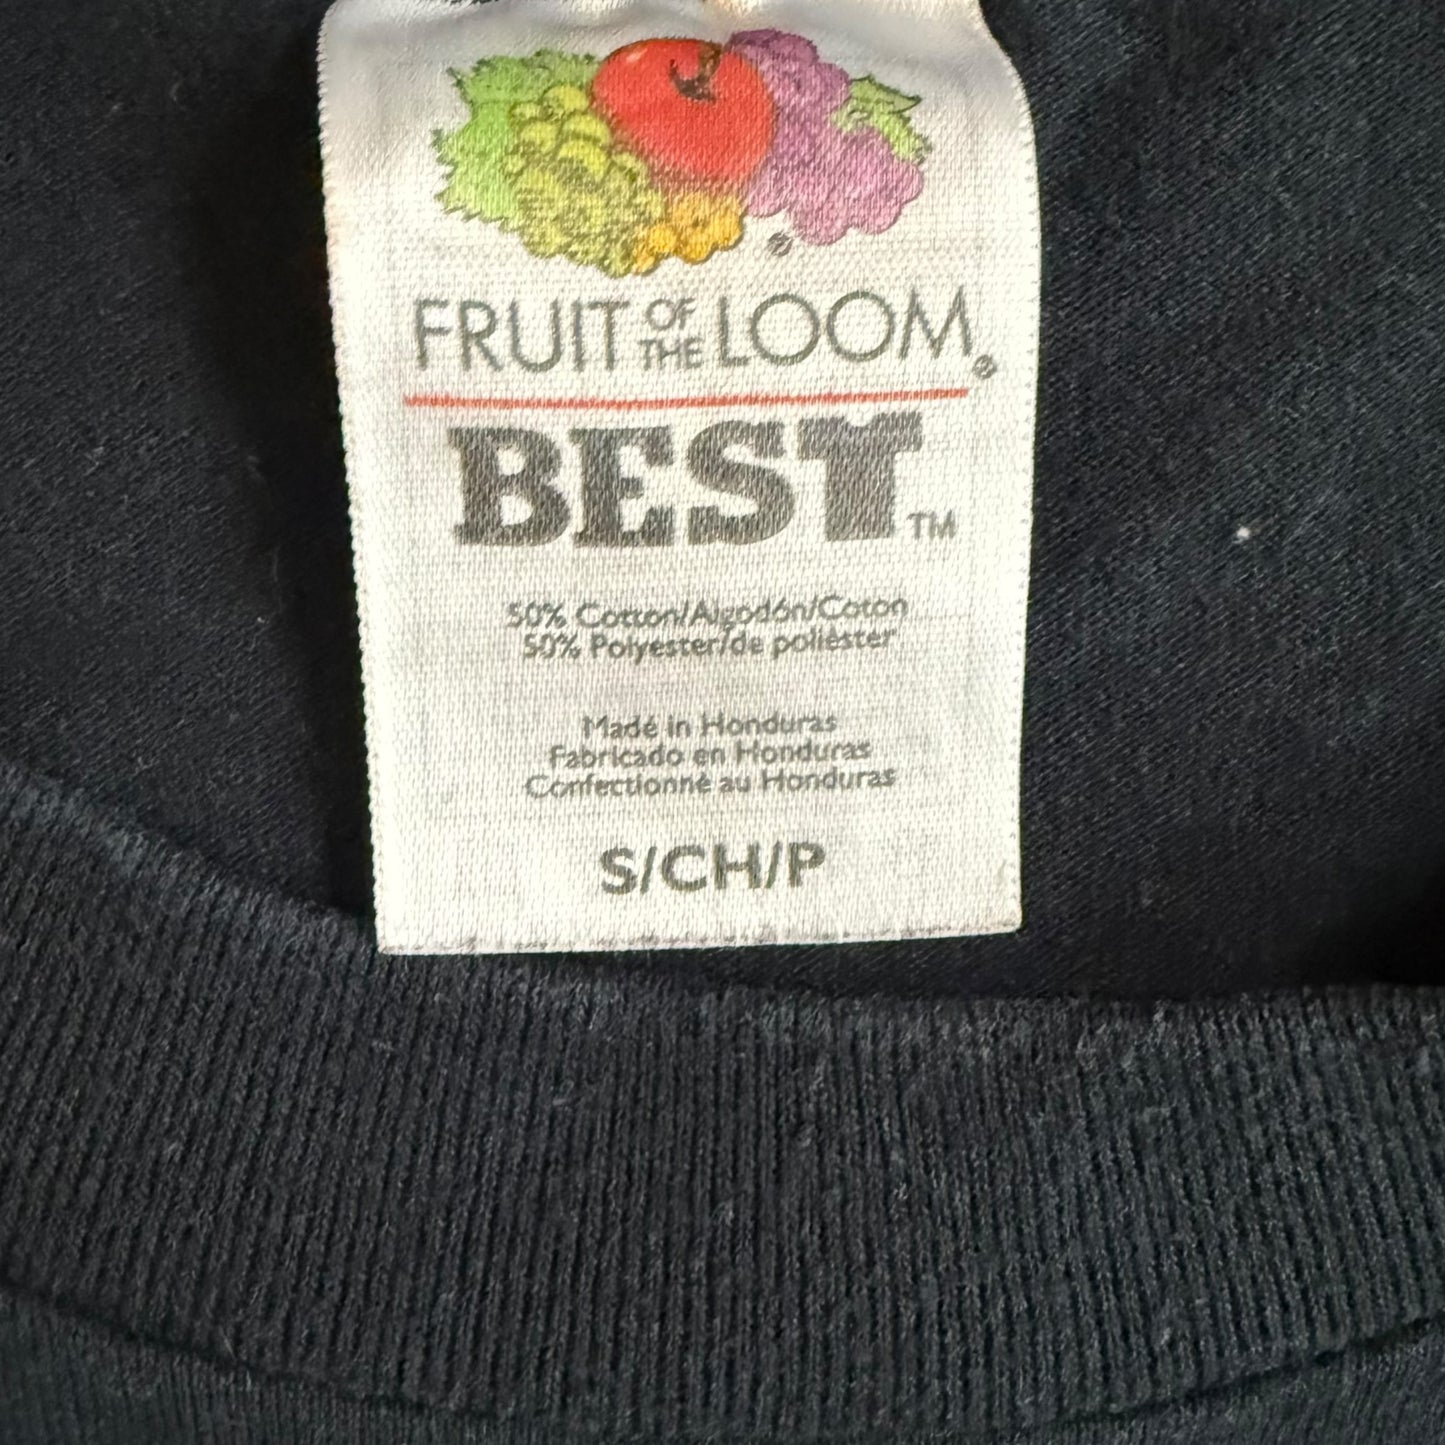 ®
FRUIT OF THE LOOM®
BEST™
50% Cotton/Algodón/Coton
50% Polyester/de poliéster
Made in Honduras
Fabricado en Honduras
Confectionné au Honduras
S/CH/P